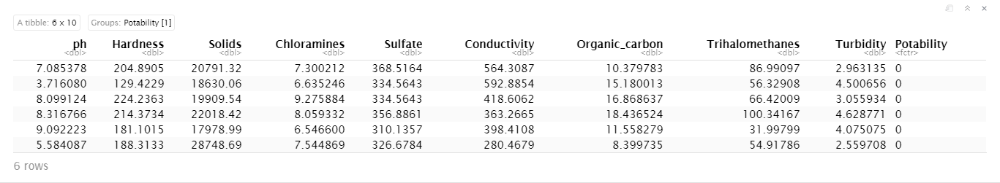 A tibble: 6 x 10 Groups: Potability [1]
ph Hardness Solids Chloramines Sulfate Conductivity Organic_carbon Trihalomethanes Turbidity Potability
<dbl> <dbl> <dbl> <dbl> <dbl> <dbl> <dbl> <dbl> <dbl> <fctr>
7.085378 204.8905 20791.32 7.300212 368.5164 564.3087 10.379783 86.99097 2.963135 0
3.716080 129.4229 18630.06 6.635246 334.5643 592.8854 15.180013 56.32908 4.500656 0
8.099124 224.2363 19909.54 9.275884 334.5643 418.6062 16.868637 66.42009 3.055934 0
8.316766 214.3734 22018.42 8.059332 356.8861 363.2665 18.436524 100.34167 4.628771 0
9.092223 181.1015 17978.99 6.546600 310.1357 398.4108 11.558279 31.99799 4.075075 0
5.584087 188.3133 28748.69 7.544869 326.6784 280.4679 8.399735 54.91786 2.559708 0
6 rows